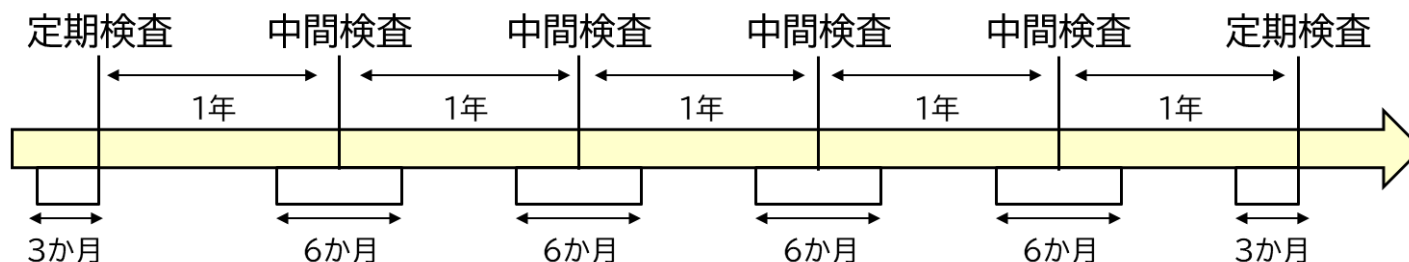 定期検査 中間検査 中間検査 中間検査 中間検査 定期検査
1年 1年 1年 1年 1年
3か月 6か月 6か月 6か月 6か月 3か月